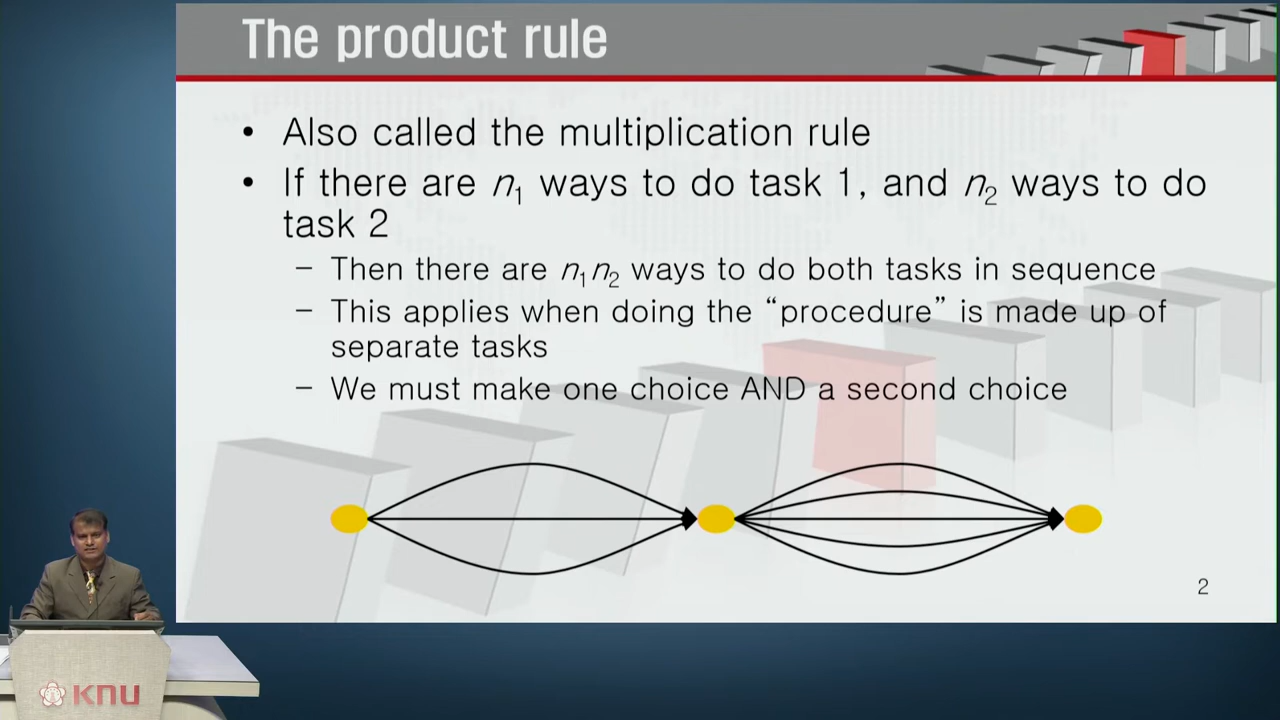 The product rule
• Also called the multiplication rule
• If there are n₁ ways to do task 1, and n₂ ways to do
task 2
– Then there are n₁n₂ ways to do both tasks in sequence
– This applies when doing the “procedure” is made up of
separate tasks
– We must make one choice AND a second choice
2
KNU